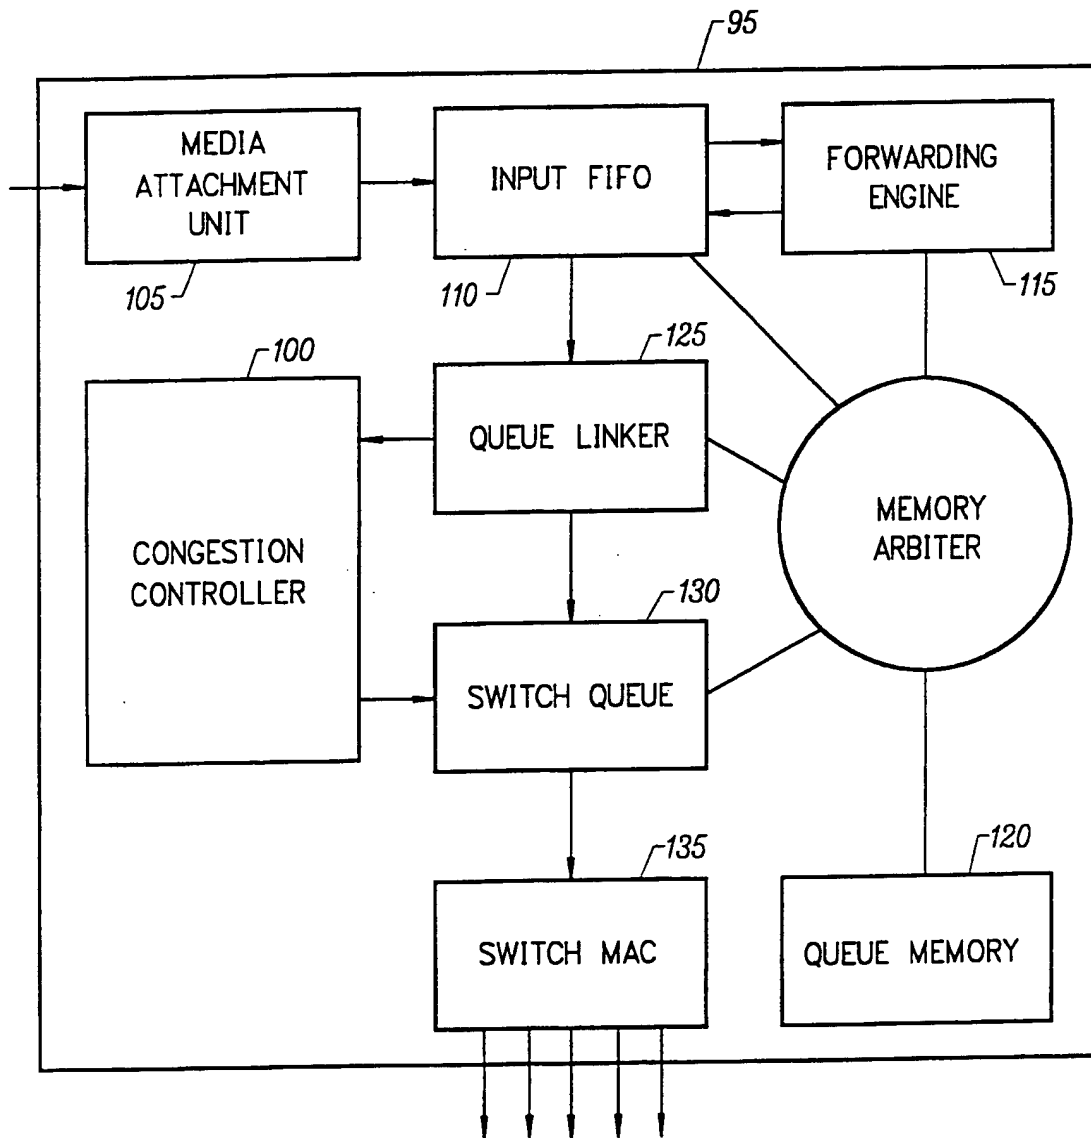 95
MEDIA
ATTACHMENT
UNIT
105
INPUT FIFO
110
FORWARDING
ENGINE
115
100
CONGESTION
CONTROLLER
125
QUEUE LINKER
MEMORY
ARBITER
130
SWITCH QUEUE
135
SWITCH MAC
120
QUEUE MEMORY